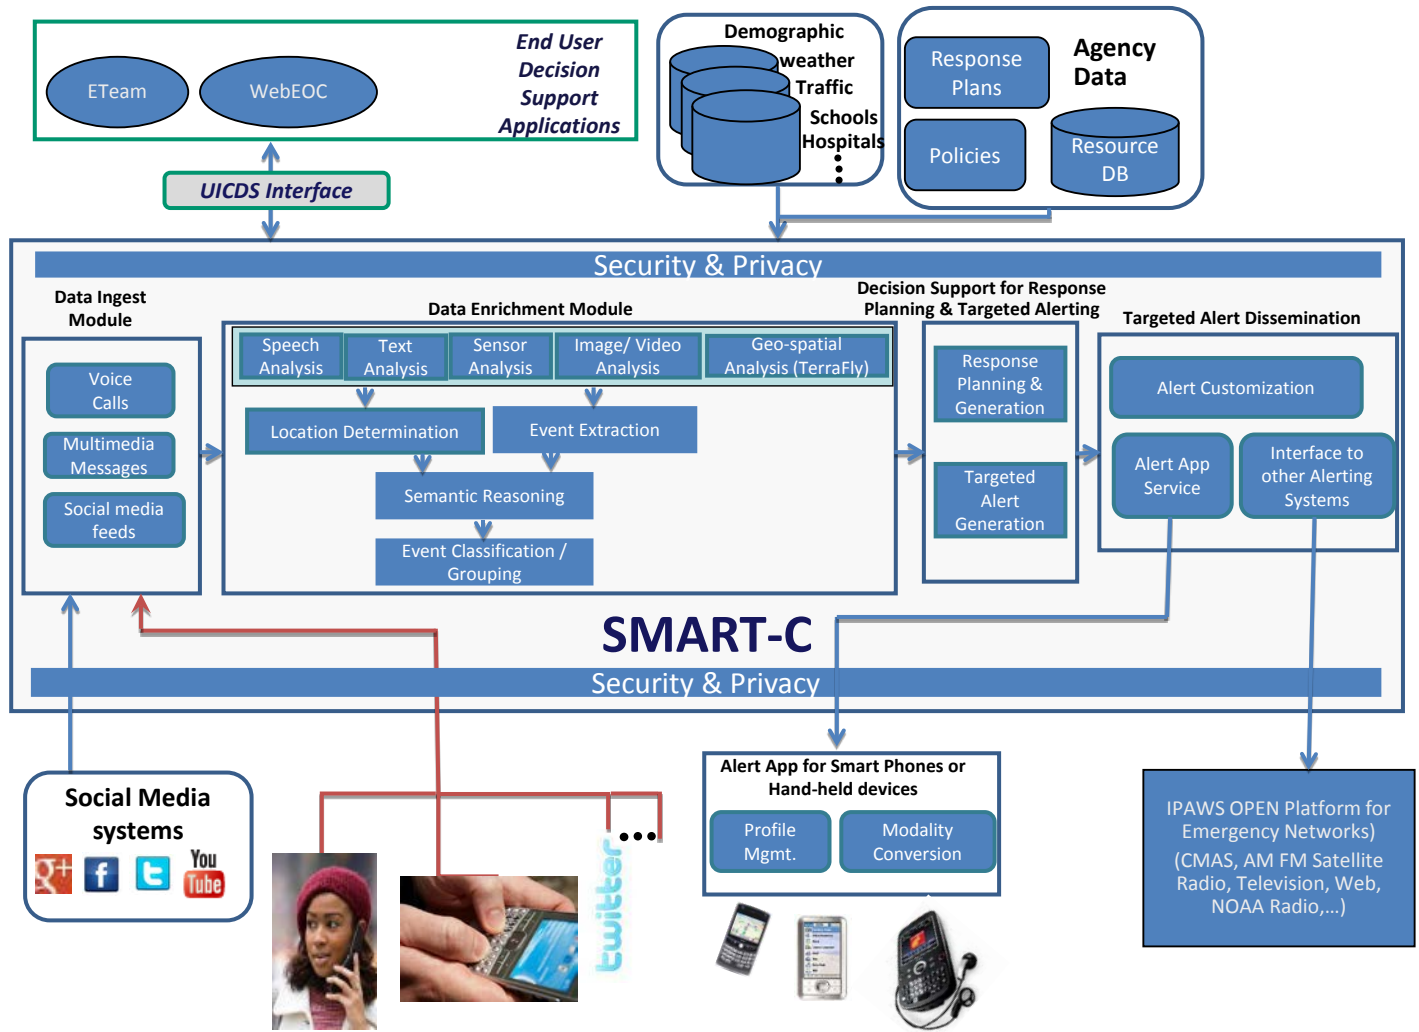 End User
Decision
Support
Applications
ETeam
WebEOC
UICDS Interface
Demographic
weather
Traffic
Schools
Hospitals
Response
Plans
Agency
Data
Policies
Resource
DB
Security & Privacy
Data Ingest
Module
Voice
Calls
Multimedia
Messages
Social media
feeds
Data Enrichment Module
Speech
Analysis
Text
Analysis
Sensor
Analysis
Image/ Video
Analysis
Geo-spatial
Analysis (TerraFly)
Location Determination
Event Extraction
Semantic Reasoning
Event Classification /
Grouping
Decision Support for Response
Planning & Targeted Alerting
Response
Planning &
Generation
Targeted
Alert
Generation
Targeted Alert Dissemination
Alert Customization
Alert App
Service
Interface to
other Alerting
Systems
SMART-C
Security & Privacy
Social Media
systems
g+
f
t
You
Tube
twitter
Alert App for Smart Phones or
Hand-held devices
Profile
Mgmt.
Modality
Conversion
IPAWS OPEN Platform for
Emergency Networks)
(CMAS, AM FM Satellite
Radio, Television, Web,
NOAA Radio,...)